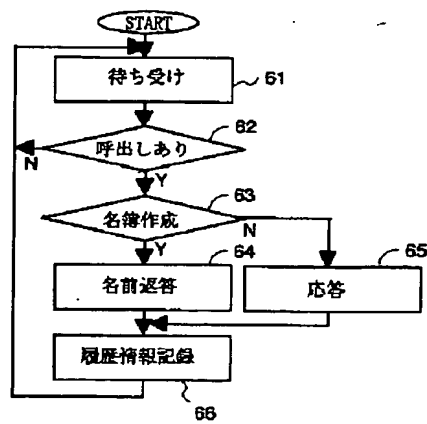 START
待ち受け
61
呼出しあり
62
N
Y
名簿作成
63
N
Y
64
名前返答
65
応答
履歴情報記録
66